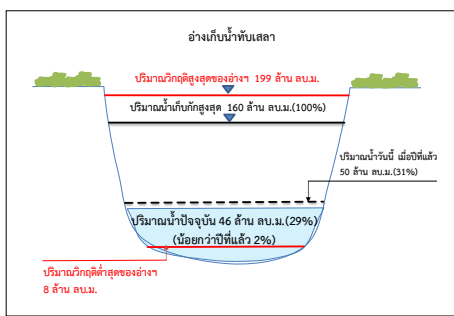 อ่างเก็บน้ำทับเสลา
ปริมาณวิกฤติสูงสุดของอ่างฯ 199 ล้าน ลบ.ม.
ปริมาณน้ำเก็บกักสูงสุด 160 ล้าน ลบ.ม.(100%)
ปริมาณน้ำวันนี้ เมื่อปีที่แล้ว
50 ล้าน ลบ.ม.(31%)
ปริมาณน้ำปัจจุบัน 46 ล้าน ลบ.ม.(29%)
(น้อยกว่าปีที่แล้ว 2%)
ปริมาณวิกฤติต่ำสุดของอ่างฯ
8 ล้าน ลบ.ม.